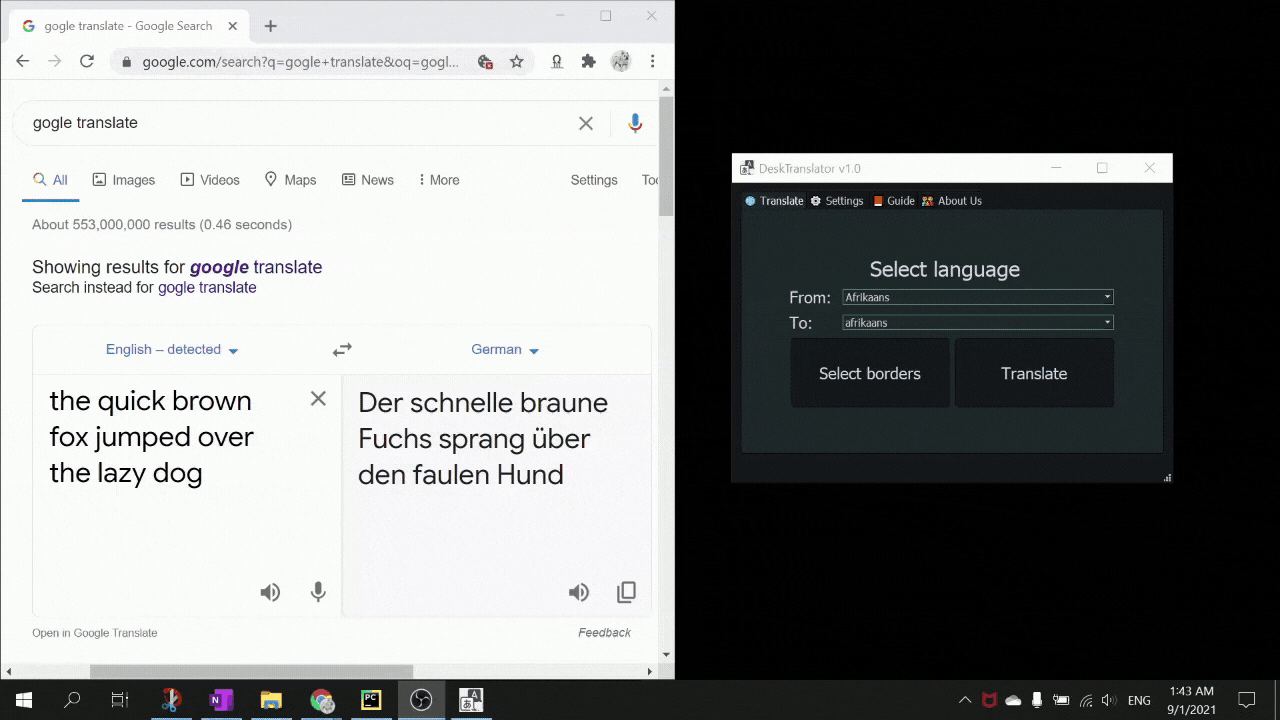 gogle translate - Google Search
google.com/search?q=gogle+translate&oq=gogl...
gogle translate
All Images Videos Maps News More Settings Too
About 553,000,000 results (0.46 seconds)
Showing results for google translate
Search instead for gogle translate
English – detected German
the quick brown
fox jumped over
the lazy dog
Der schnelle braune
Fuchs sprang über
den faulen Hund
Open in Google Translate Feedback
DeskTranslator v1.0
Translate Settings Guide About Us
Select language
From: Afrikaans
To: afrikaans
Select borders Translate
ENG
1:43 AM
9/1/2021